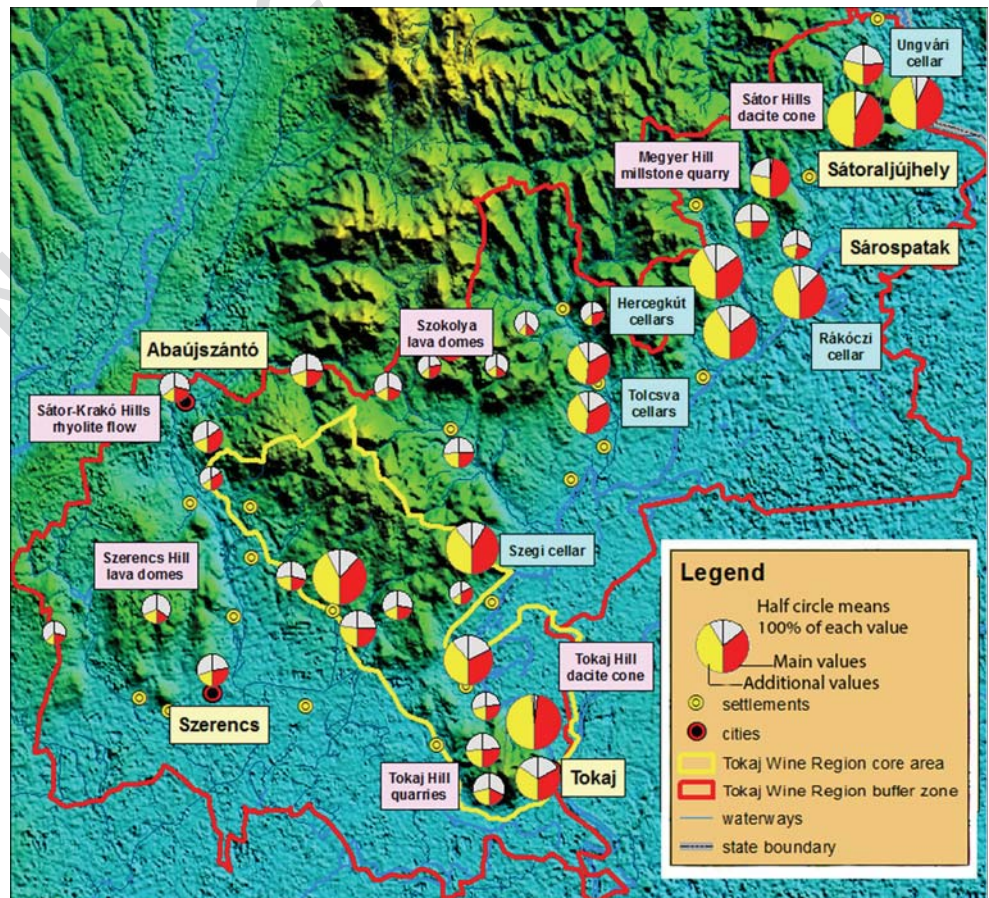 Ungvári
cellar
Sátor Hills
dacite cone
Sátoraljújhely
Megyer Hill
millstone quarry
Sárospatak
Hercegkút
cellars
Rákóczi
cellar
Szokolya
lava domes
Abaújszántó
Tolcsva
cellars
Sátor-Krakó Hills
rhyolite flow
Szegi cellar
Szerencs Hill
lava domes
Tokaj Hill
dacite cone
Szerencs
Tokaj Hill
quarries
Tokaj
Legend
Half circle means
100% of each value
Main values
Additional values
settlements
cities
Tokaj Wine Region core area
Tokaj Wine Region buffer zone
waterways
state boundary